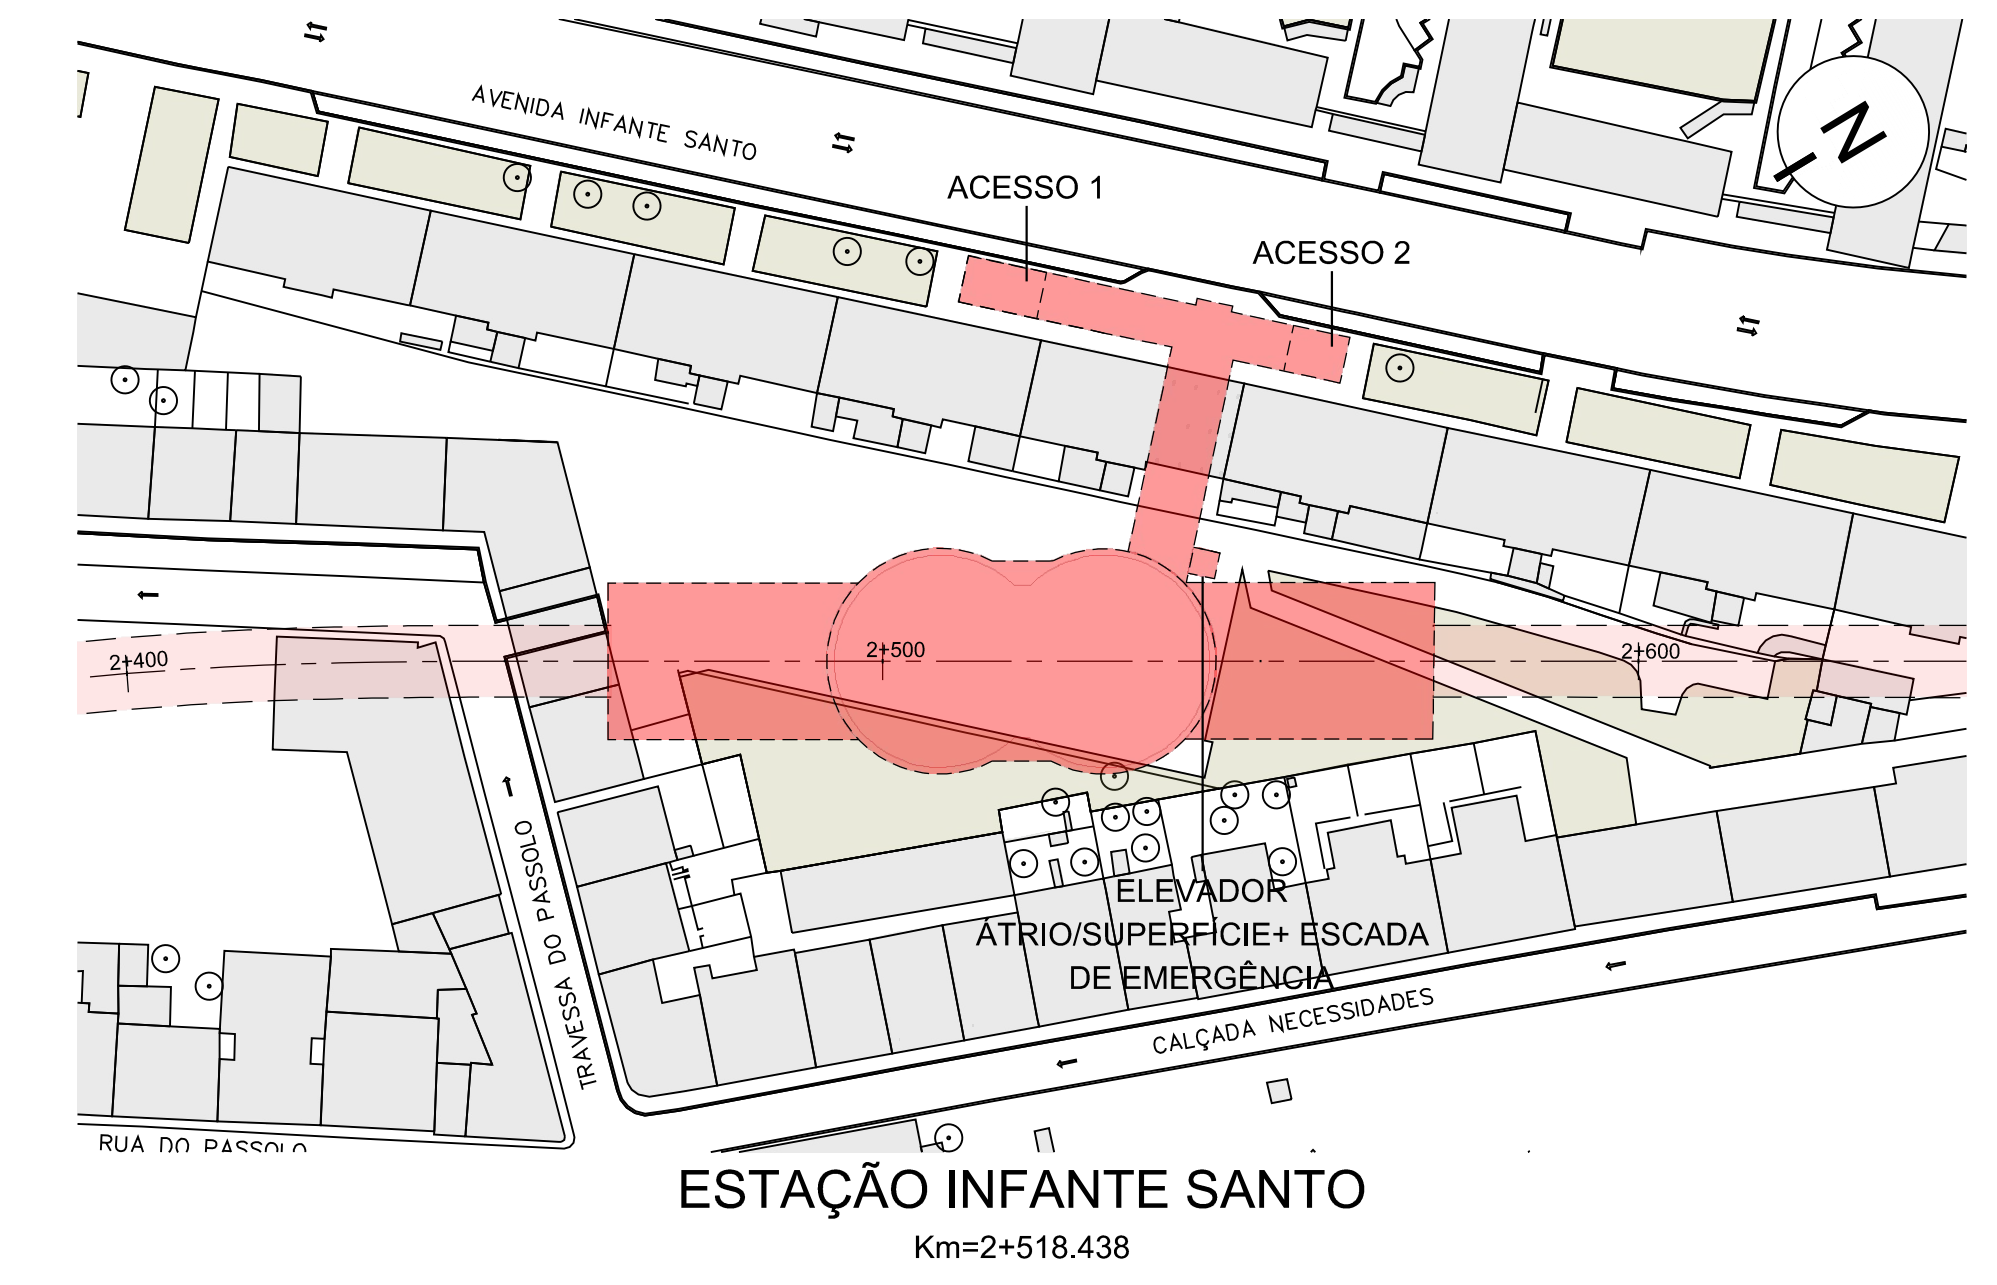 AVENIDA INFANTE SANTO
N
ACESSO 1
ACESSO 2
2+400
2+500
2+600
TRAVESSA DO PASSOLO
ELEVADOR
ÁTRIO/SUPERFÍCIE+ ESCADA
DE EMERGÊNCIA
CALÇADA NECESSIDADES
RUA DO PASSOLO
ESTAÇÃO INFANTE SANTO
Km=2+518.438